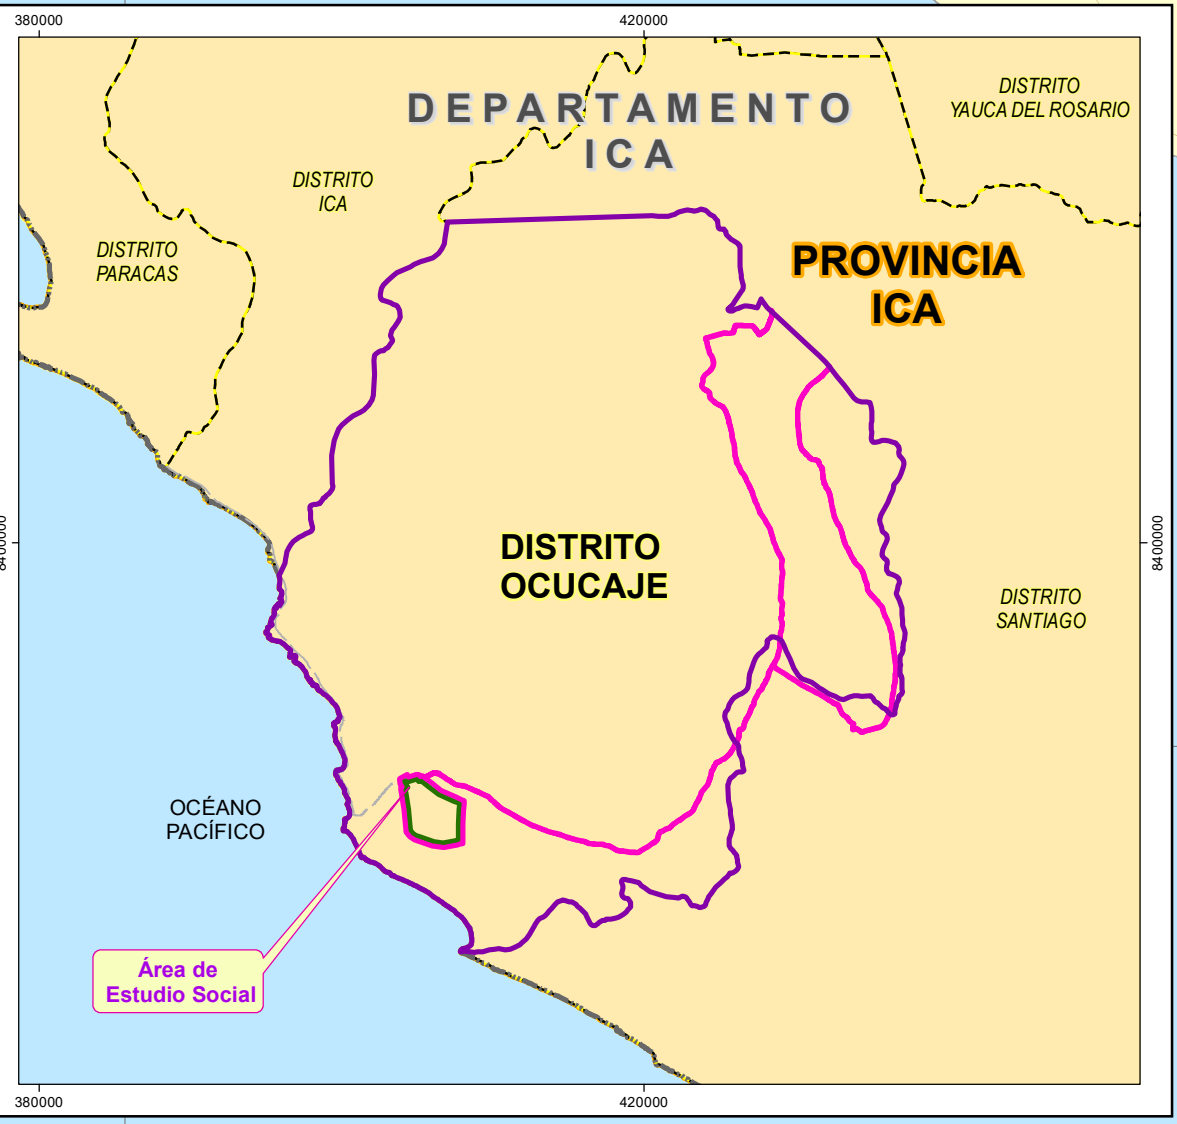 380000
420000
DISTRITO
YAUCA DEL ROSARIO
DEPARTAMENTO
ICA
DISTRITO
ICA
DISTRITO
PARACAS
PROVINCIA
ICA
8400000
8400000
DISTRITO
OCUCAJE
DISTRITO
SANTIAGO
OCÉANO
PACÍFICO
Área de
Estudio Social
380000
420000